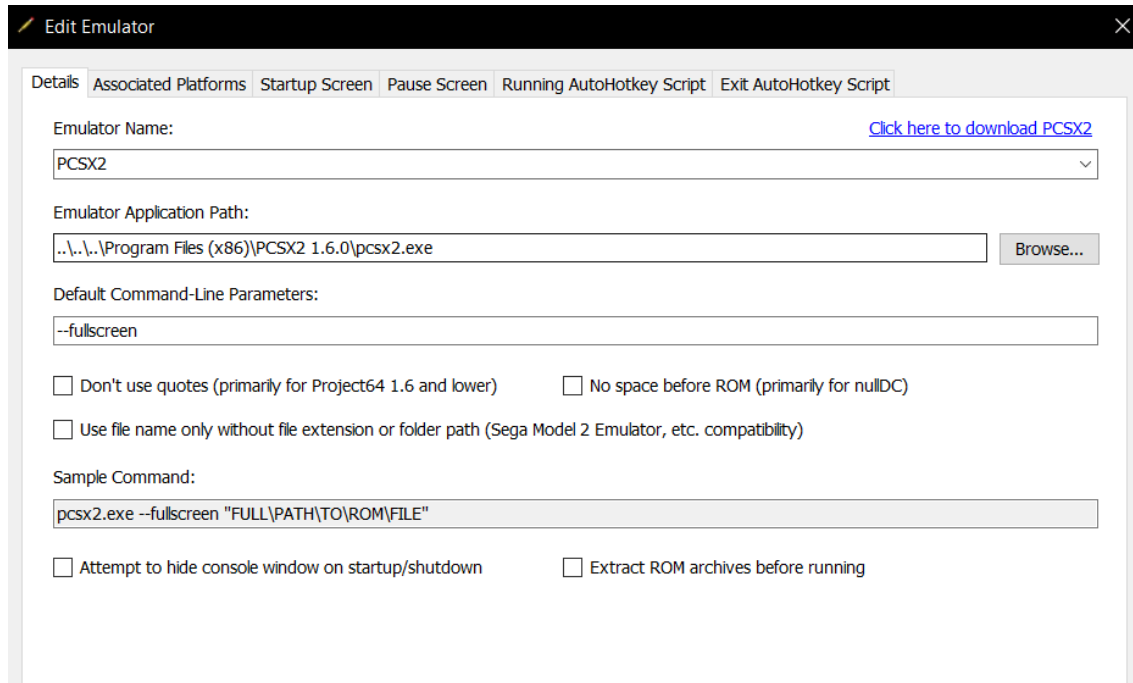 Edit Emulator
Details Associated Platforms Startup Screen Pause Screen Running AutoHotkey Script Exit AutoHotkey Script
Emulator Name: Click here to download PCSX2
PCSX2
Emulator Application Path:
..\..\..\Program Files (x86)\PCSX2 1.6.0\pcsx2.exe Browse...
Default Command-Line Parameters:
--fullscreen
Don't use quotes (primarily for Project64 1.6 and lower) No space before ROM (primarily for nullDC)
Use file name only without file extension or folder path (Sega Model 2 Emulator, etc. compatibility)
Sample Command:
pcsx2.exe --fullscreen "FULL\PATH\TO\ROM\FILE"
Attempt to hide console window on startup/shutdown Extract ROM archives before running